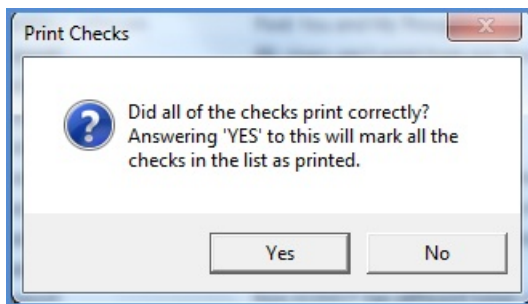 Print Checks
Did all of the checks print correctly?
Answering 'YES' to this will mark all the
checks in the list as printed.
Yes
No